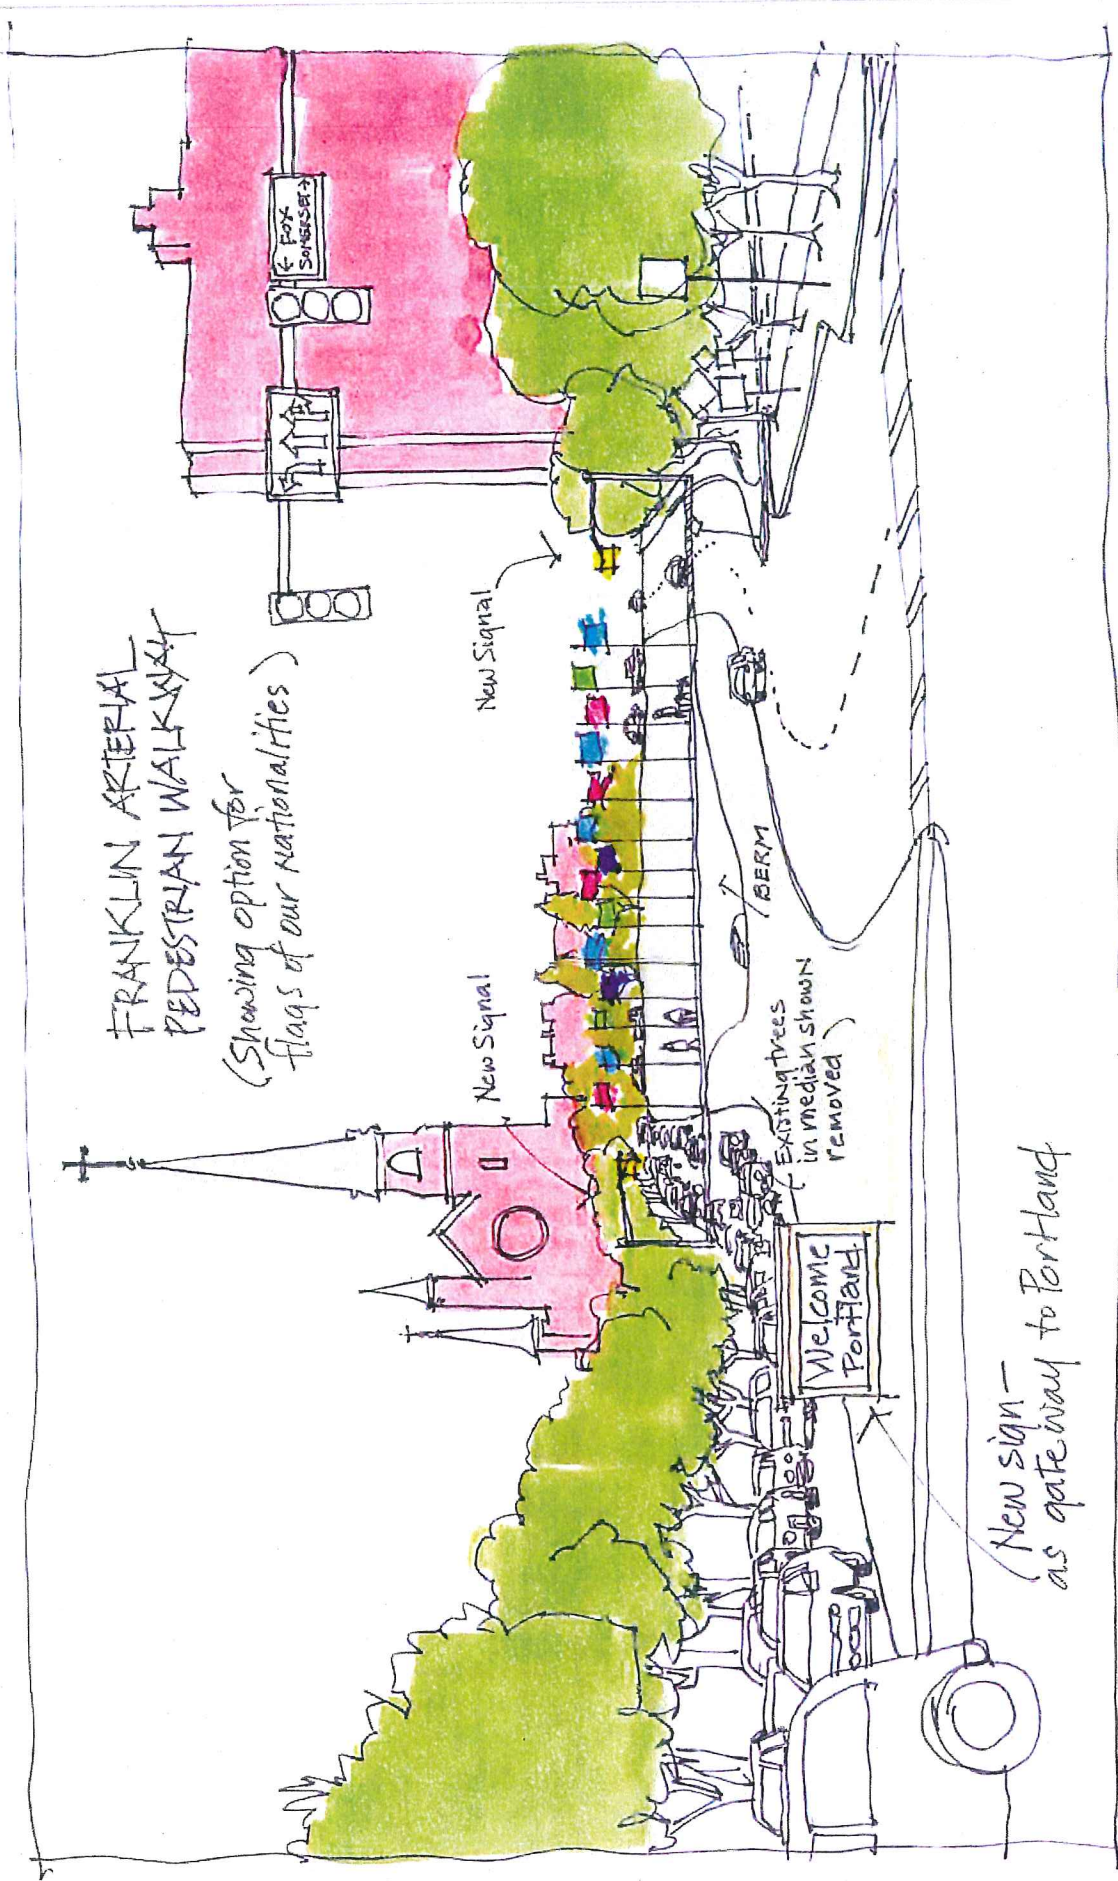 FRANKLIN ARTERIAL
PEDESTRIAN WALKWAY
(Showing option for
flags of our nationalities)
← FOX
SOMERSET →
New Signal
New Signal
BERM
(Existing trees
in median shown
removed)
Welcome
Portland
(New sign —
as gateway to Portland